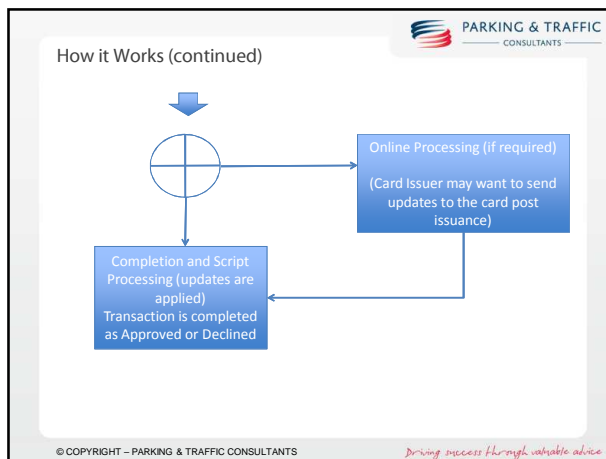 PARKING & TRAFFIC
CONSULTANTS
How it Works (continued)
Online Processing (if required)
(Card Issuer may want to send
updates to the card post
issuance)
Completion and Script
Processing (updates are
applied)
Transaction is completed
as Approved or Declined
© COPYRIGHT – PARKING & TRAFFIC CONSULTANTS
Driving success through valuable advice